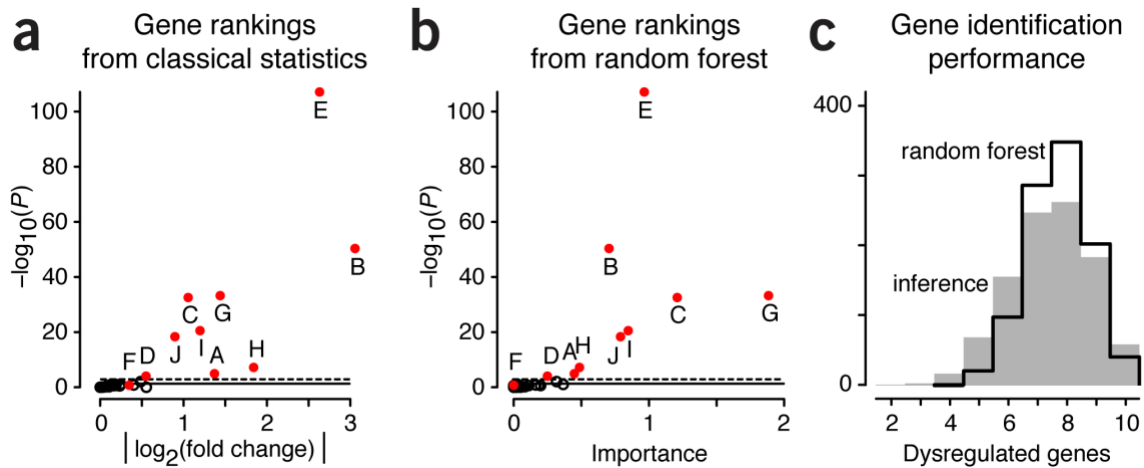 a
Gene rankings
from classical statistics
−log10(P)
100
80
60
40
20
0
E
B
C
G
J
I
A
H
F
D
0
1
2
3
|log2(fold change)|
b
Gene rankings
from random forest
−log10(P)
100
80
60
40
20
0
E
B
C
G
J
I
H
A
D
F
0
1
2
Importance
c
Gene identification
performance
400
0
random forest
inference
2
4
6
8
10
Dysregulated genes